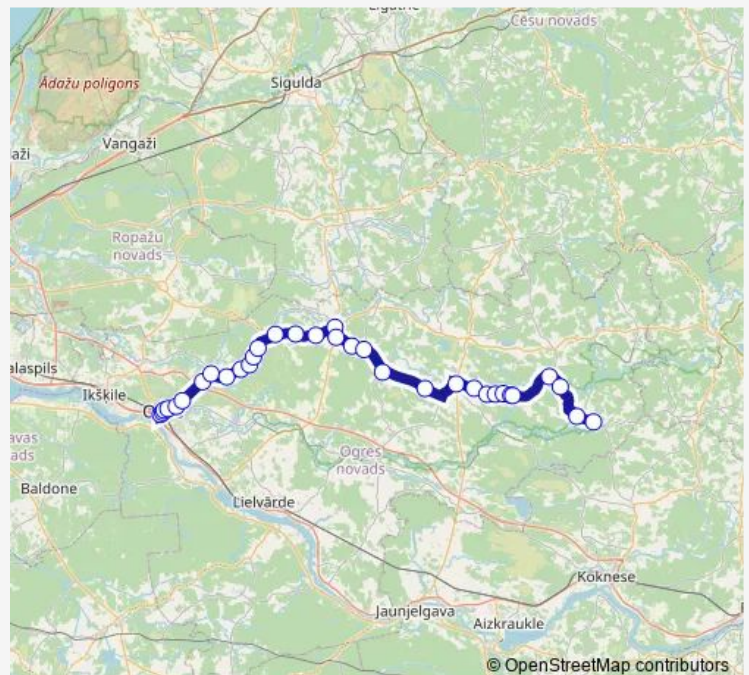 Līgatne
Cēsu novads
Ādažu poligons
Sigulda
Vangaži
aži
Ropažu
novads
alaspils
Ikšķile
O
avas
ads
Ogres
novads
Baldone
Lielvārde
Koknese
Jaunjelgava
Aizkraukle
© OpenStreetMap contributors